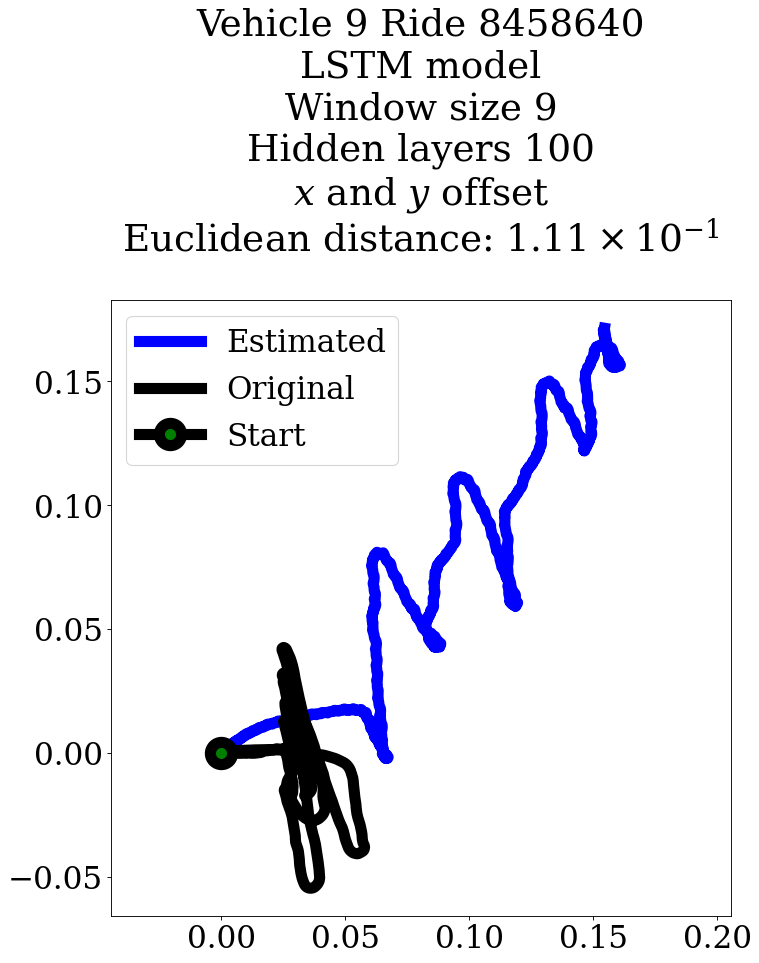 Vehicle 9 Ride 8458640
LSTM model
Window size 9
Hidden layers 100
x and y offset
Euclidean distance: 1.11 × 10⁻¹
Estimated
Original
Start
0.15
0.10
0.05
0.00
−0.05
0.00 0.05 0.10 0.15 0.20